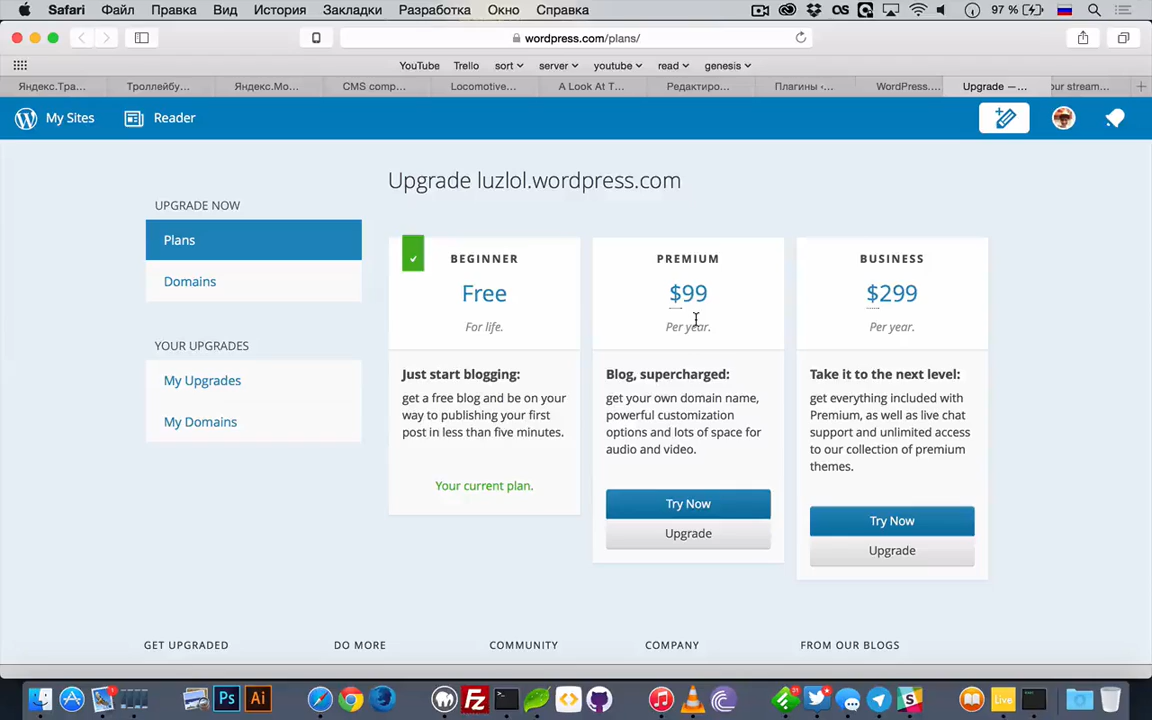 Safari Файл Правка Вид История Закладки Разработка Окно Справка 97 %
wordpress.com/plans/
YouTube Trello sort server youtube read genesis
Яндекс.Тра... Троллейбу... Яндекс.Мо... CMS comp... Locomotive... A Look At T... Редактиро... Плагины ‹... WordPress.... Upgrade —... our stream...
My Sites Reader
Upgrade luzlol.wordpress.com
UPGRADE NOW
Plans
Domains
YOUR UPGRADES
My Upgrades
My Domains
BEGINNER
Free
For life.
Just start blogging:
get a free blog and be on your
way to publishing your first
post in less than five minutes.
Your current plan.
PREMIUM
$99
Per year.
Blog, supercharged:
get your own domain name,
powerful customization
options and lots of space for
audio and video.
Try Now
Upgrade
BUSINESS
$299
Per year.
Take it to the next level:
get everything included with
Premium, as well as live chat
support and unlimited access
to our collection of premium
themes.
Try Now
Upgrade
GET UPGRADED DO MORE COMMUNITY COMPANY FROM OUR BLOGS
Ps Ai Fz Live